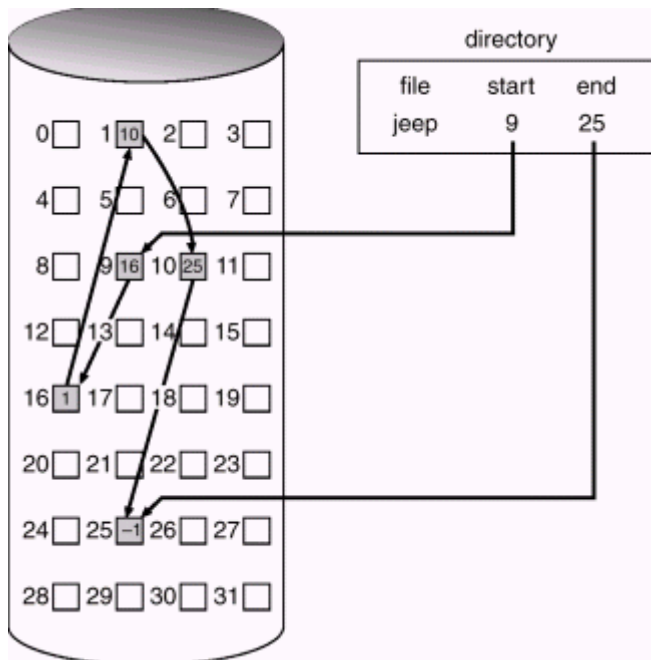 directory
file start end
jeep 9 25
0 1 10 2 3
4 5 6 7
8 9 16 10 25 11
12 13 14 15
16 1 17 18 19
20 21 22 23
24 25 –1 26 27
28 29 30 31